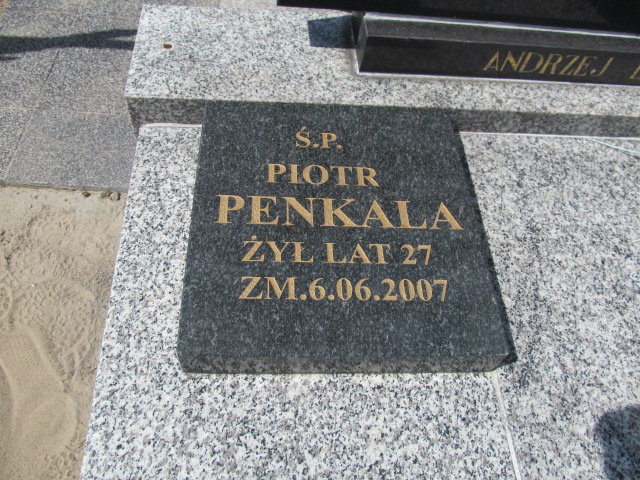 ANDRZEJ
Ś.P.
PIOTR
PENKALA
ŻYŁ LAT 27
ZM.6.06.2007